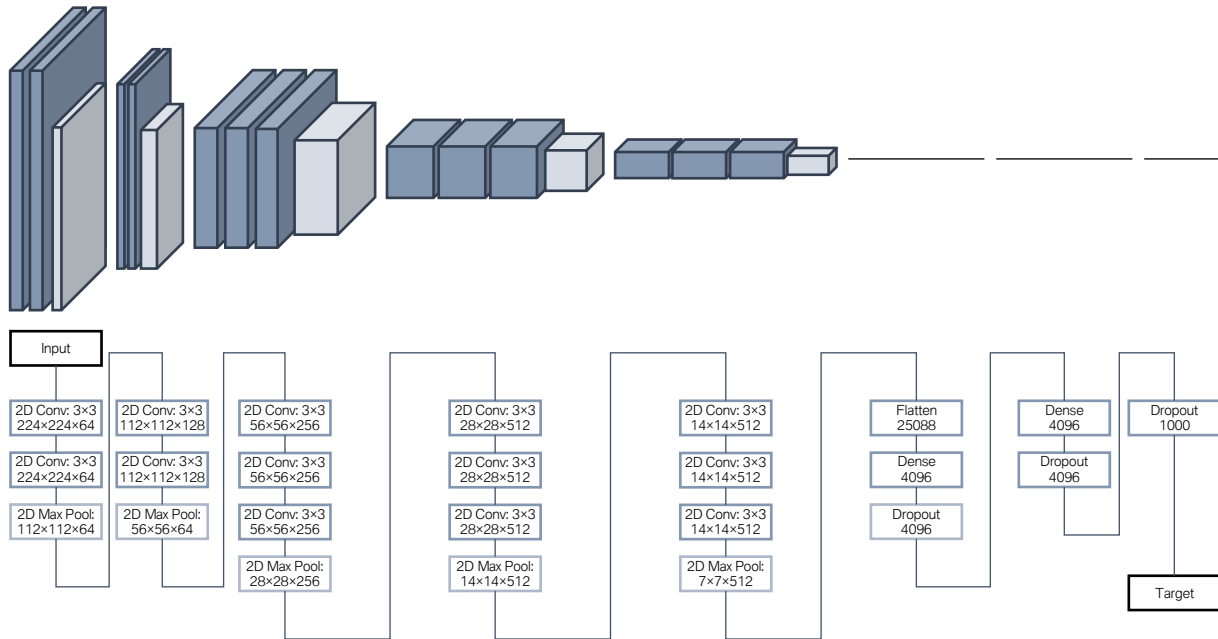 Input
2D Conv: 3×3
224×224×64
2D Conv: 3×3
224×224×64
2D Max Pool:
112×112×64
2D Conv: 3×3
112×112×128
2D Conv: 3×3
112×112×128
2D Max Pool:
56×56×64
2D Conv: 3×3
56×56×256
2D Conv: 3×3
56×56×256
2D Conv: 3×3
56×56×256
2D Max Pool:
28×28×256
2D Conv: 3×3
28×28×512
2D Conv: 3×3
28×28×512
2D Conv: 3×3
28×28×512
2D Max Pool:
14×14×512
2D Conv: 3×3
14×14×512
2D Conv: 3×3
14×14×512
2D Conv: 3×3
14×14×512
2D Max Pool:
7×7×512
Flatten
25088
Dense
4096
Dropout
4096
Dense
4096
Dropout
4096
Dropout
1000
Target